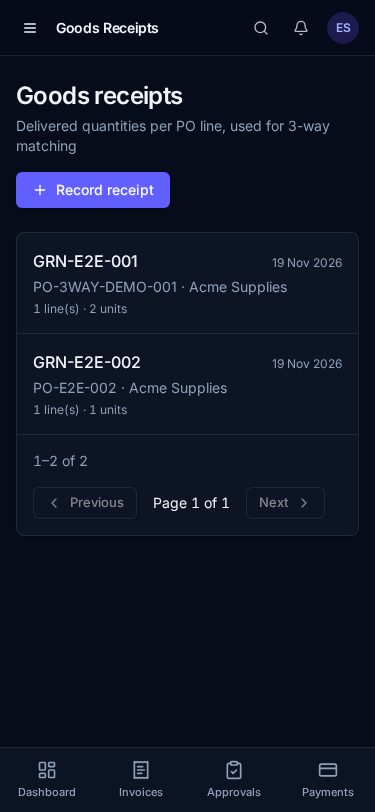 Goods Receipts
ES
Goods receipts
Delivered quantities per PO line, used for 3-way
matching
Record receipt
GRN-E2E-001
19 Nov 2026
PO-3WAY-DEMO-001 · Acme Supplies
1 line(s) · 2 units
GRN-E2E-002
19 Nov 2026
PO-E2E-002 · Acme Supplies
1 line(s) · 1 units
1–2 of 2
Previous
Page 1 of 1
Next
Dashboard
Invoices
Approvals
Payments